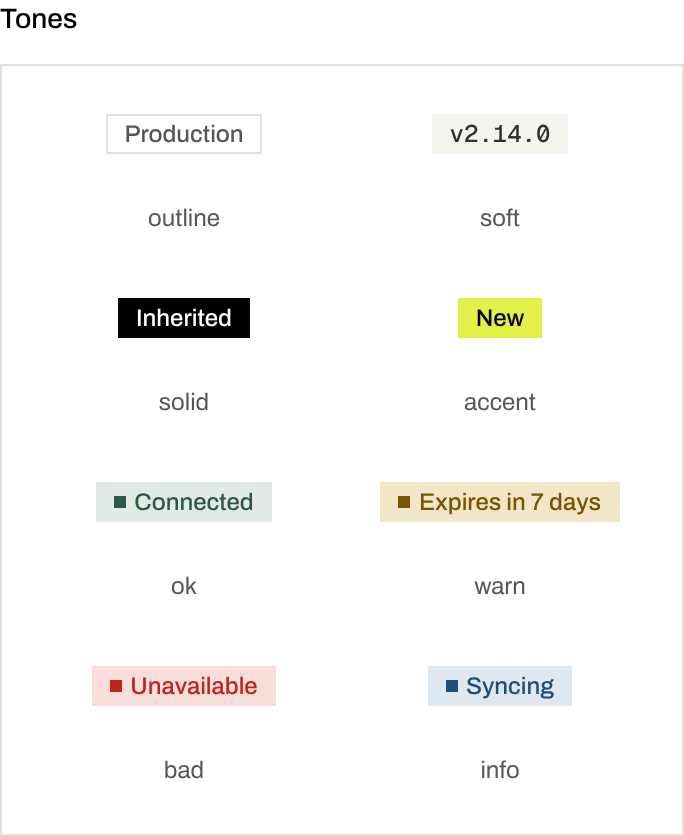 Tones
Production
v2.14.0
outline
soft
Inherited
New
solid
accent
Connected
Expires in 7 days
ok
warn
Unavailable
Syncing
bad
info